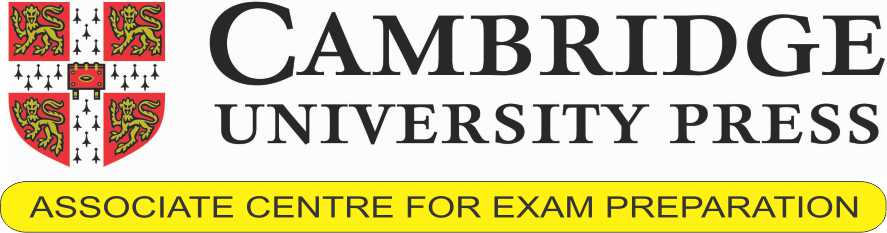 CAMBRIDGE
UNIVERSITY PRESS
ASSOCIATE CENTRE FOR EXAM PREPARATION